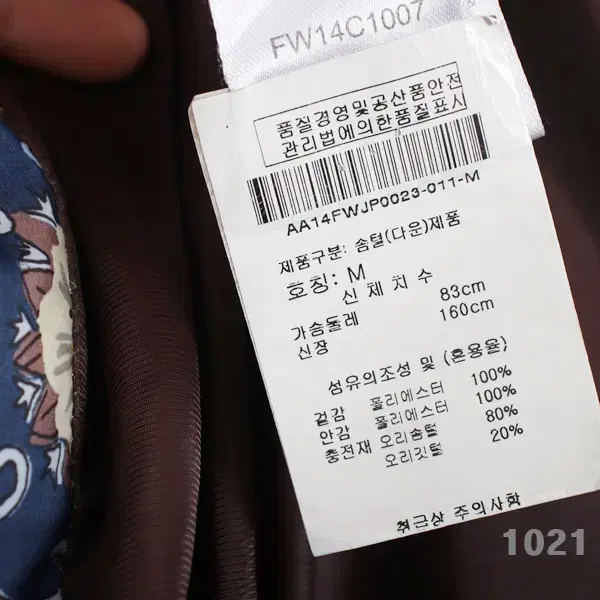 FW14C1007
품질경영및공산품안전
관리법에의한품질표시
AA14FWJP0023-011-M
제품구분: 솜털(다운)제품
호칭: M
신 체 치 수
가슴둘레 83cm
신장 160cm
섬유의조성 및 (혼용율)
겉감 폴리에스터 100%
안감 폴리에스터 100%
충전재 오리솜털 80%
오리깃털 20%
취급상 주의사항
1021